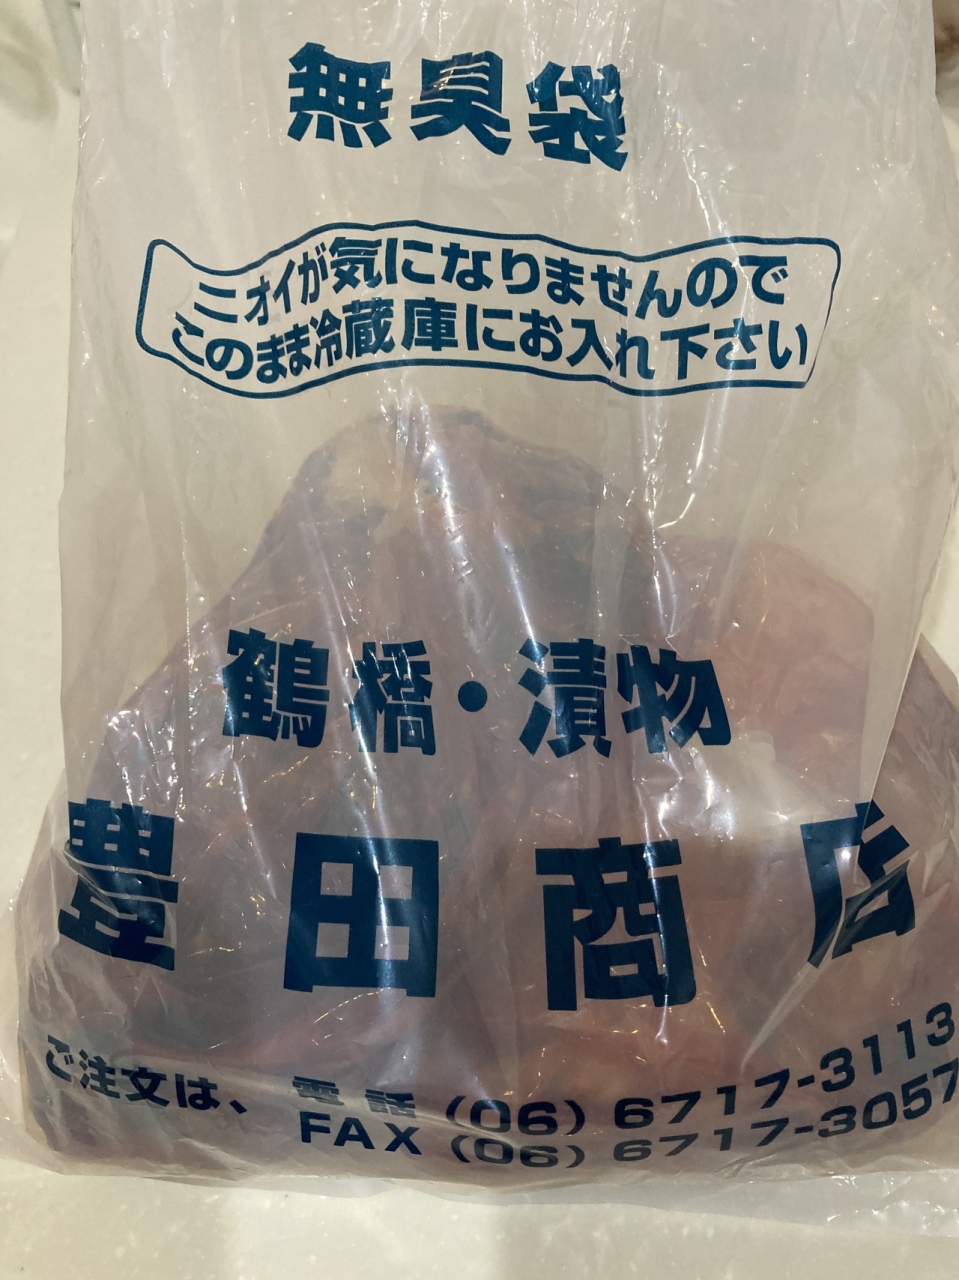 無臭袋
ニオイが気になりませんので
このまま冷蔵庫にお入れ下さい
鶴橋・漬物
豊田商店
ご注文は、電話 (06) 6717-3113
FAX (06) 6717-3057